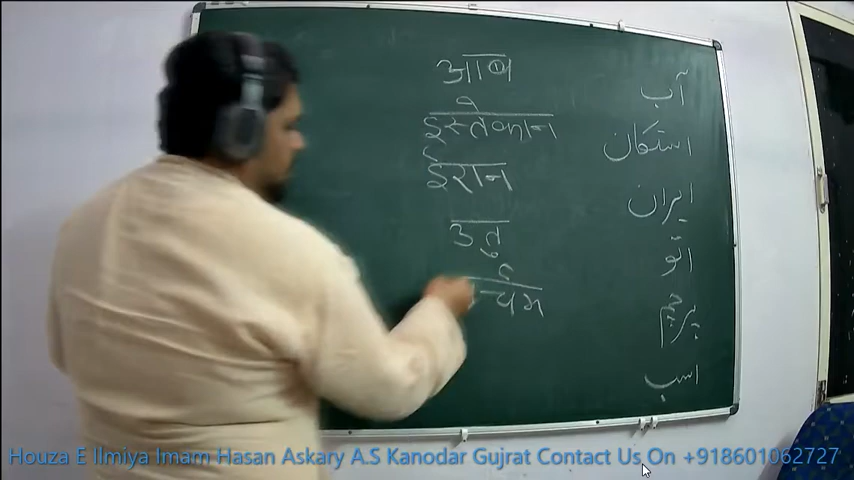 आब آب
इस्तेकान استکان
ईरान ایران
उतु اتو
پرچم
اسب
Houza E Ilmiya Imam Hasan Askary A.S Kanodar Gujrat Contact Us On +918601062727